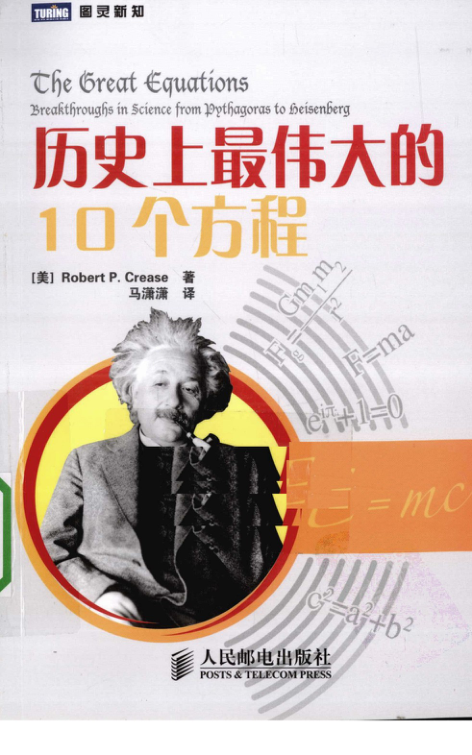 TURING 图灵新知
The Great Equations
Breakthroughs in Science from Pythagoras to Heisenberg
历史上最伟大的
10个方程
[美] Robert P. Crease 著
马潇潇 译
F_g=Gm₁m₂/r²
F=ma
e^{iπ}+1=0
=mc
c²=a²+b²
人民邮电出版社
POSTS & TELECOM PRESS